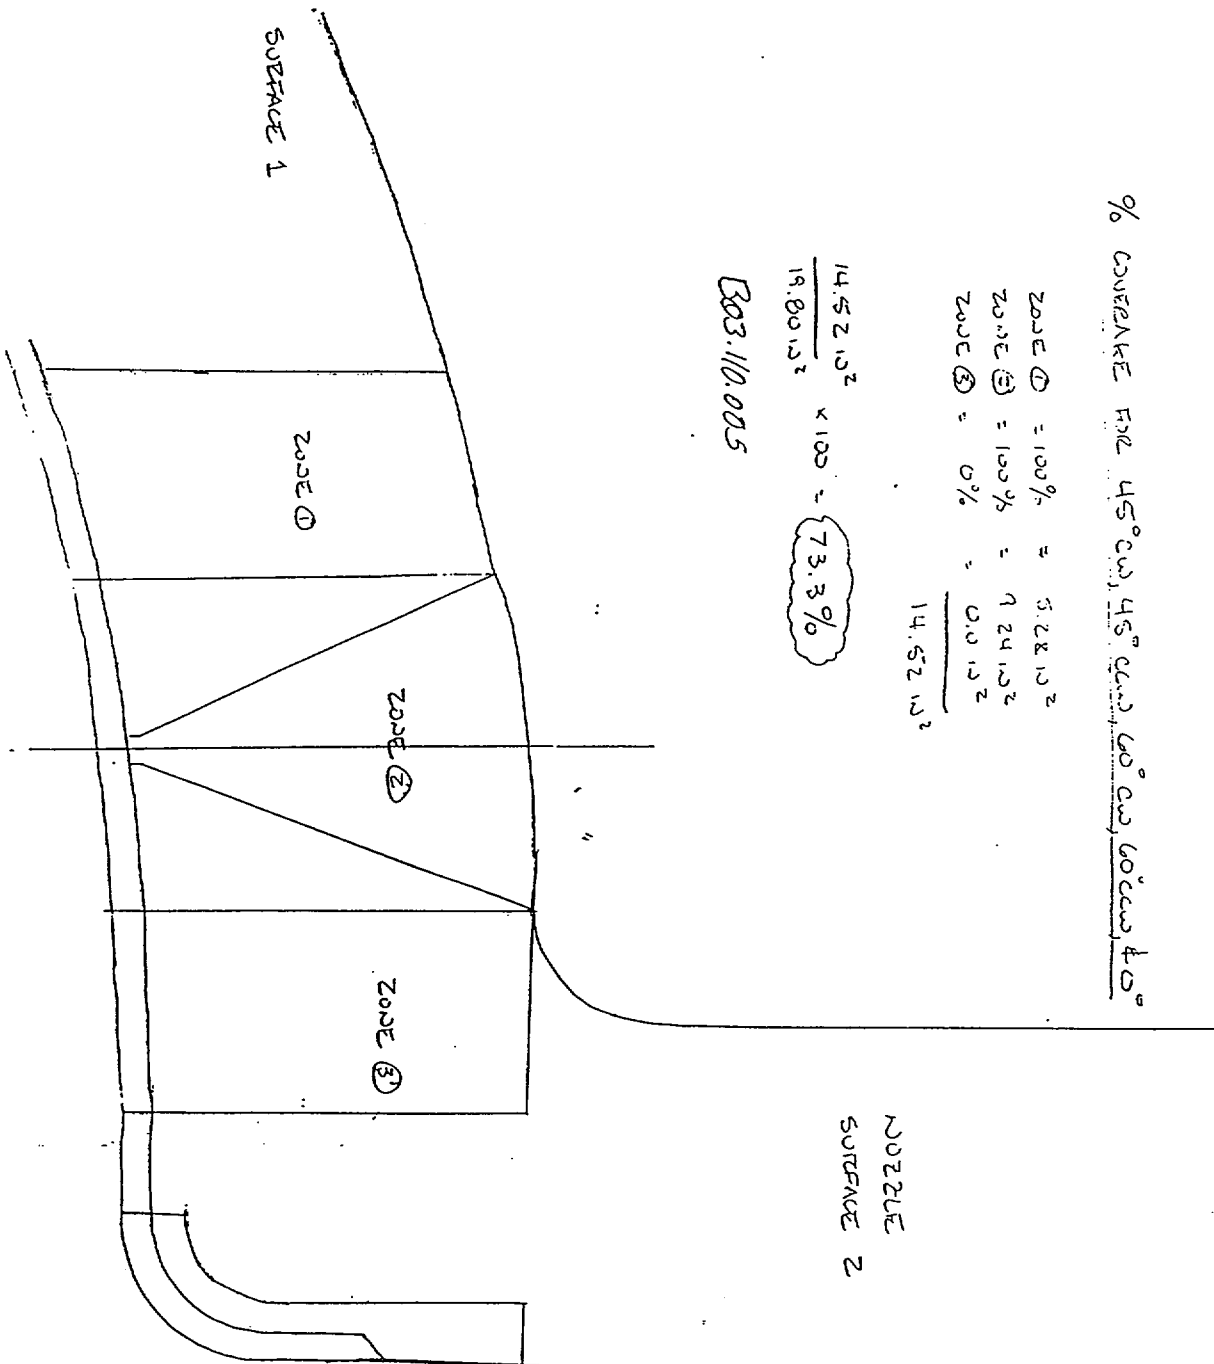 % COVERAGE FOR 45° CW, 45° CCW, 60° CW, 60° CCW, & 0°
ZONE ① = 100% = 5.28 IN²
ZONE ② = 100% = 9.24 IN²
ZONE ③ = 0% = 0.0 IN²
14.52 IN²
14.52 IN²
19.80 IN²
x 100 = 73.3%
B03.110.005
SURFACE 1
ZONE ①
ZONE ②
ZONE ③
NOZZLE
SURFACE 2